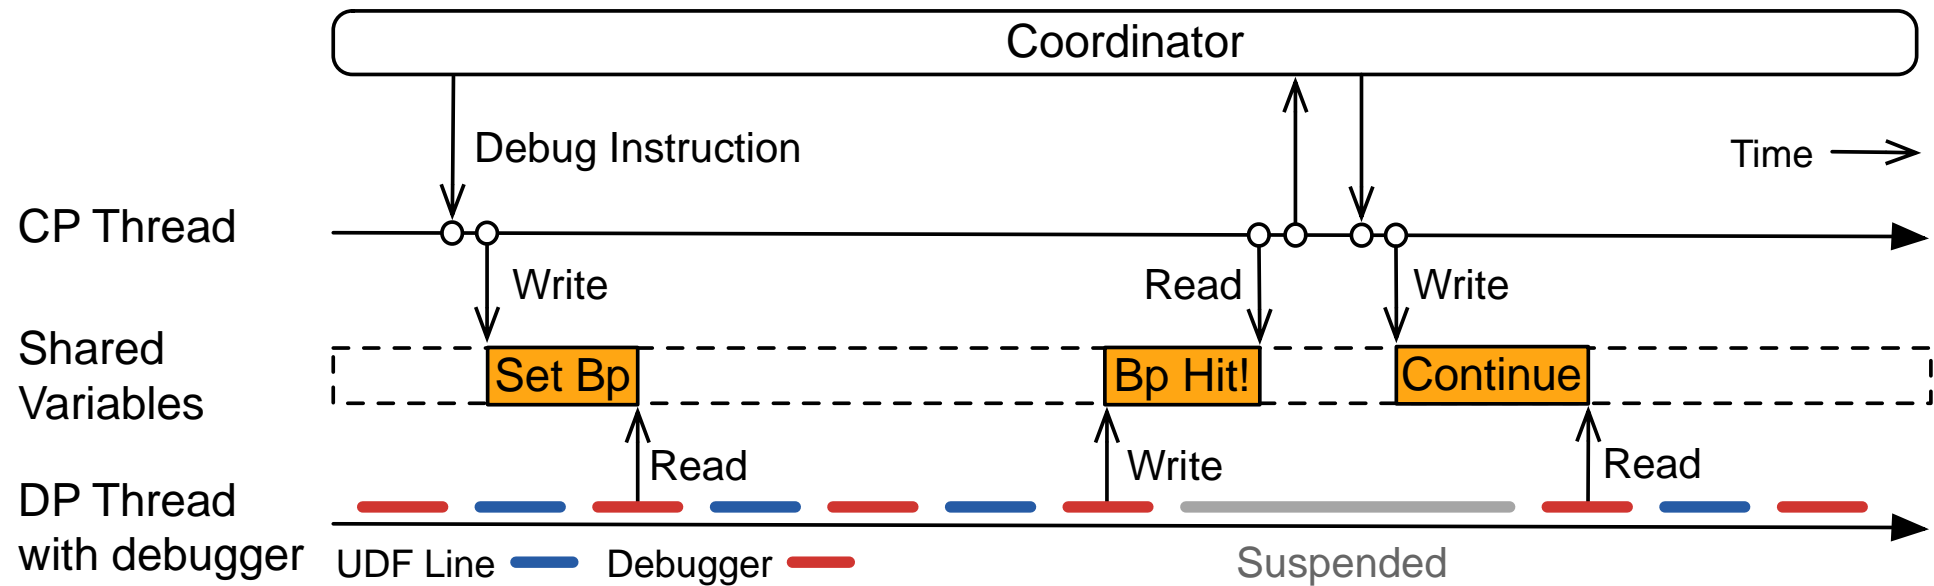 Coordinator
Debug Instruction
Time
CP Thread
Write
Read
Write
Shared
Variables
Set Bp
Bp Hit!
Continue
Read
Write
Read
DP Thread
with debugger
UDF Line
Debugger
Suspended